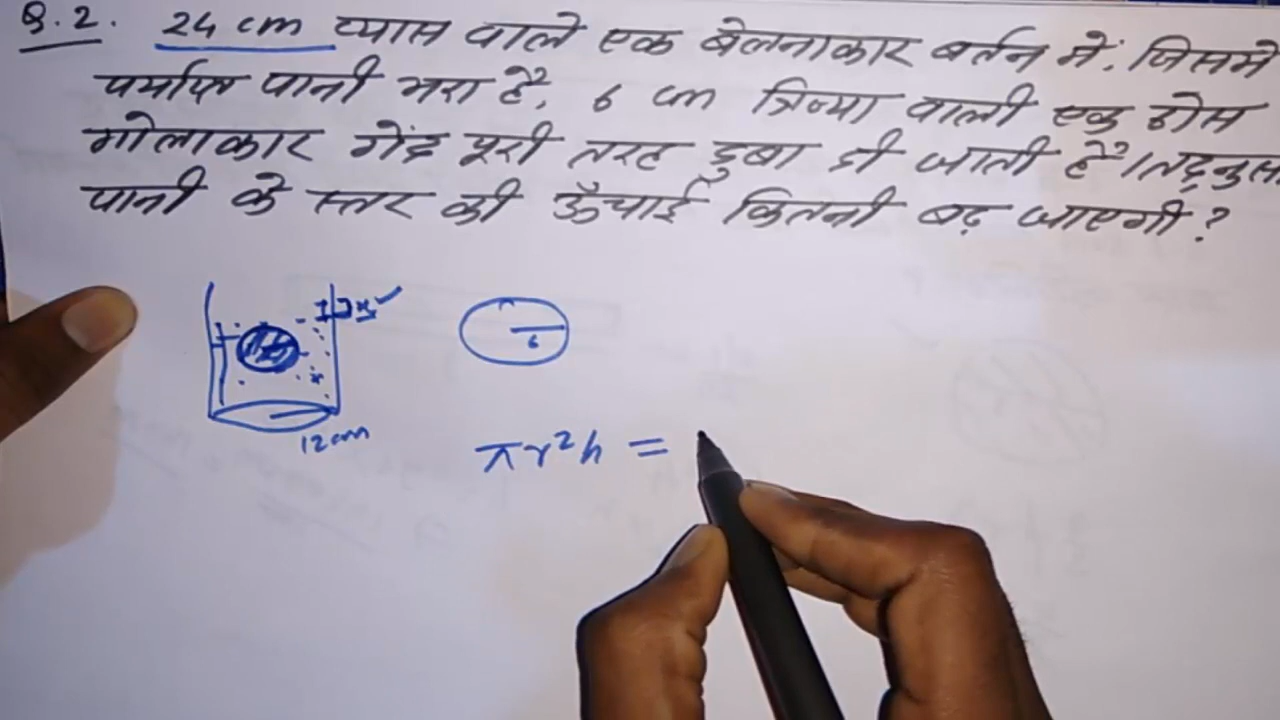 Q.2. 24 cm व्यास वाले एक बेलनाकार बर्तन में, जिसमे
पर्याप्त पानी भरा है, 6 cm त्रिज्या वाली एक ठोस
गोलाकार गेंद पूरी तरह डुबा दी जाती है।
पानी के स्तर की ऊँचाई कितनी बढ़ जाएगी?
6
12cm
πr²h =